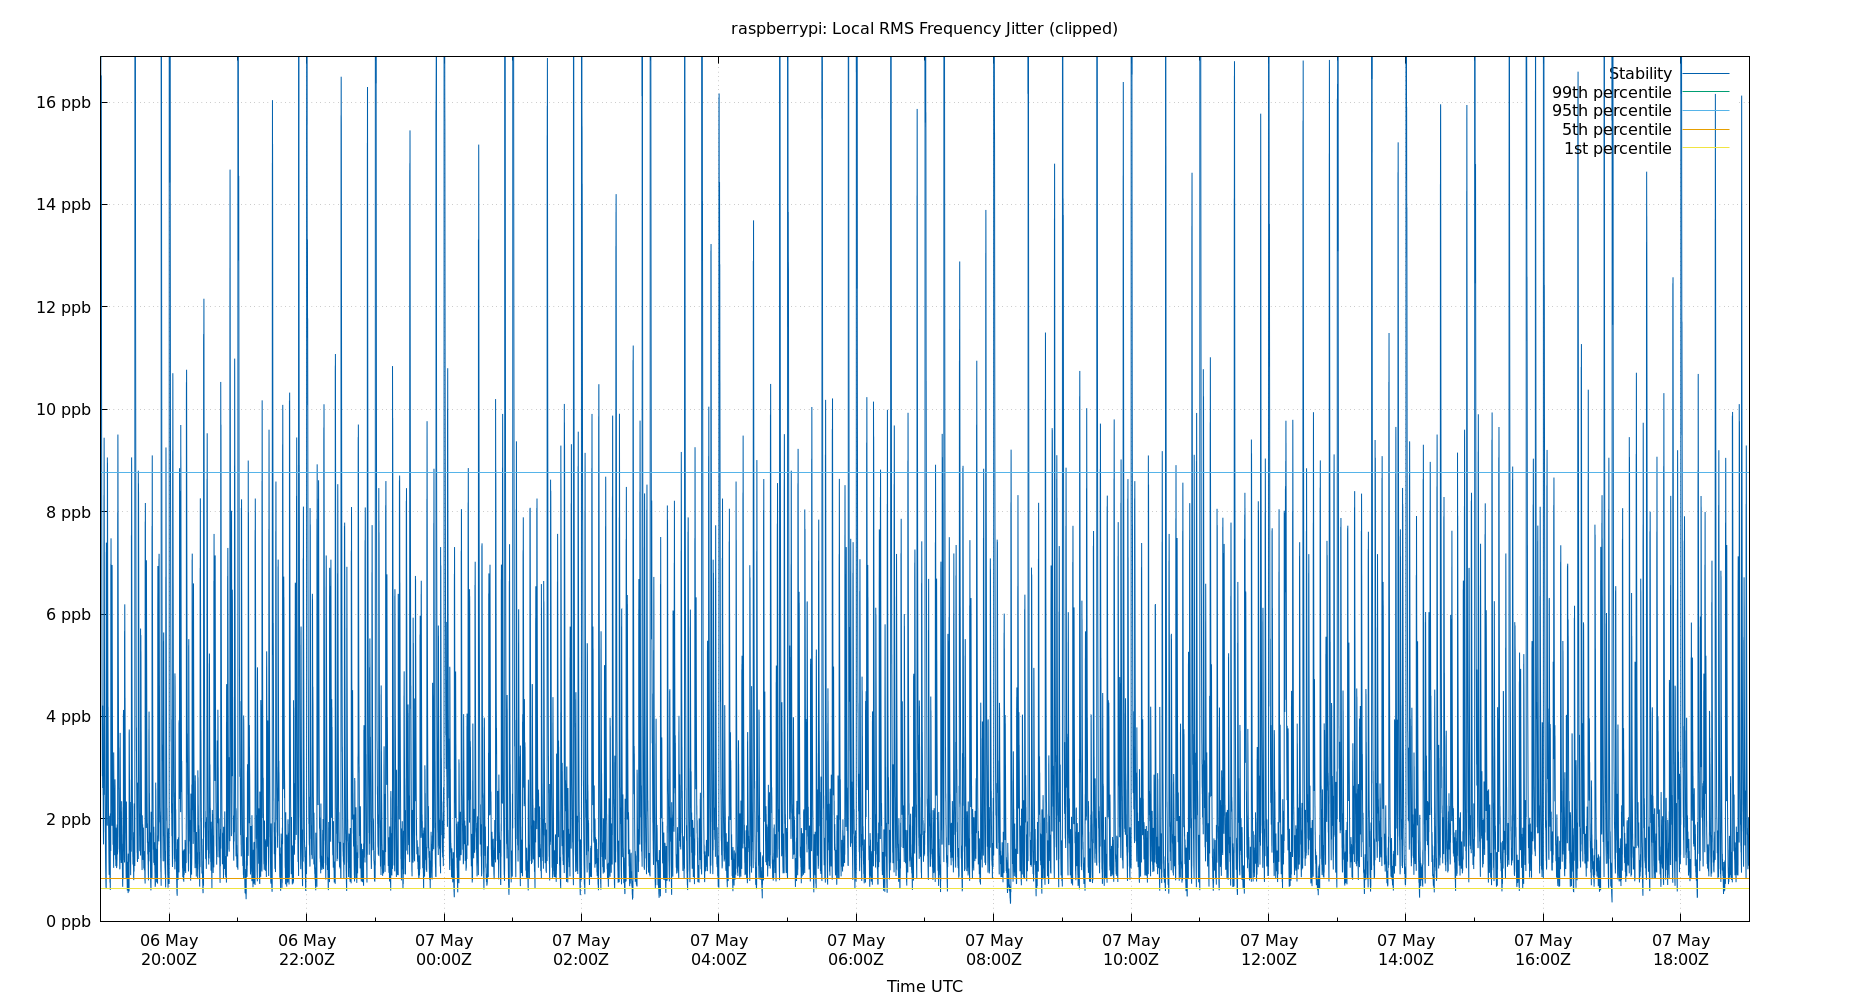 raspberrypi: Local RMS Frequency Jitter (clipped)
Stability
99th percentile
95th percentile
5th percentile
1st percentile
16 ppb
14 ppb
12 ppb
10 ppb
8 ppb
6 ppb
4 ppb
2 ppb
0 ppb
06 May 06 May 07 May 07 May 07 May 07 May 07 May 07 May 07 May 07 May 07 May 07 May
20:00Z 22:00Z 00:00Z 02:00Z 04:00Z 06:00Z 08:00Z 10:00Z 12:00Z 14:00Z 16:00Z 18:00Z
Time UTC